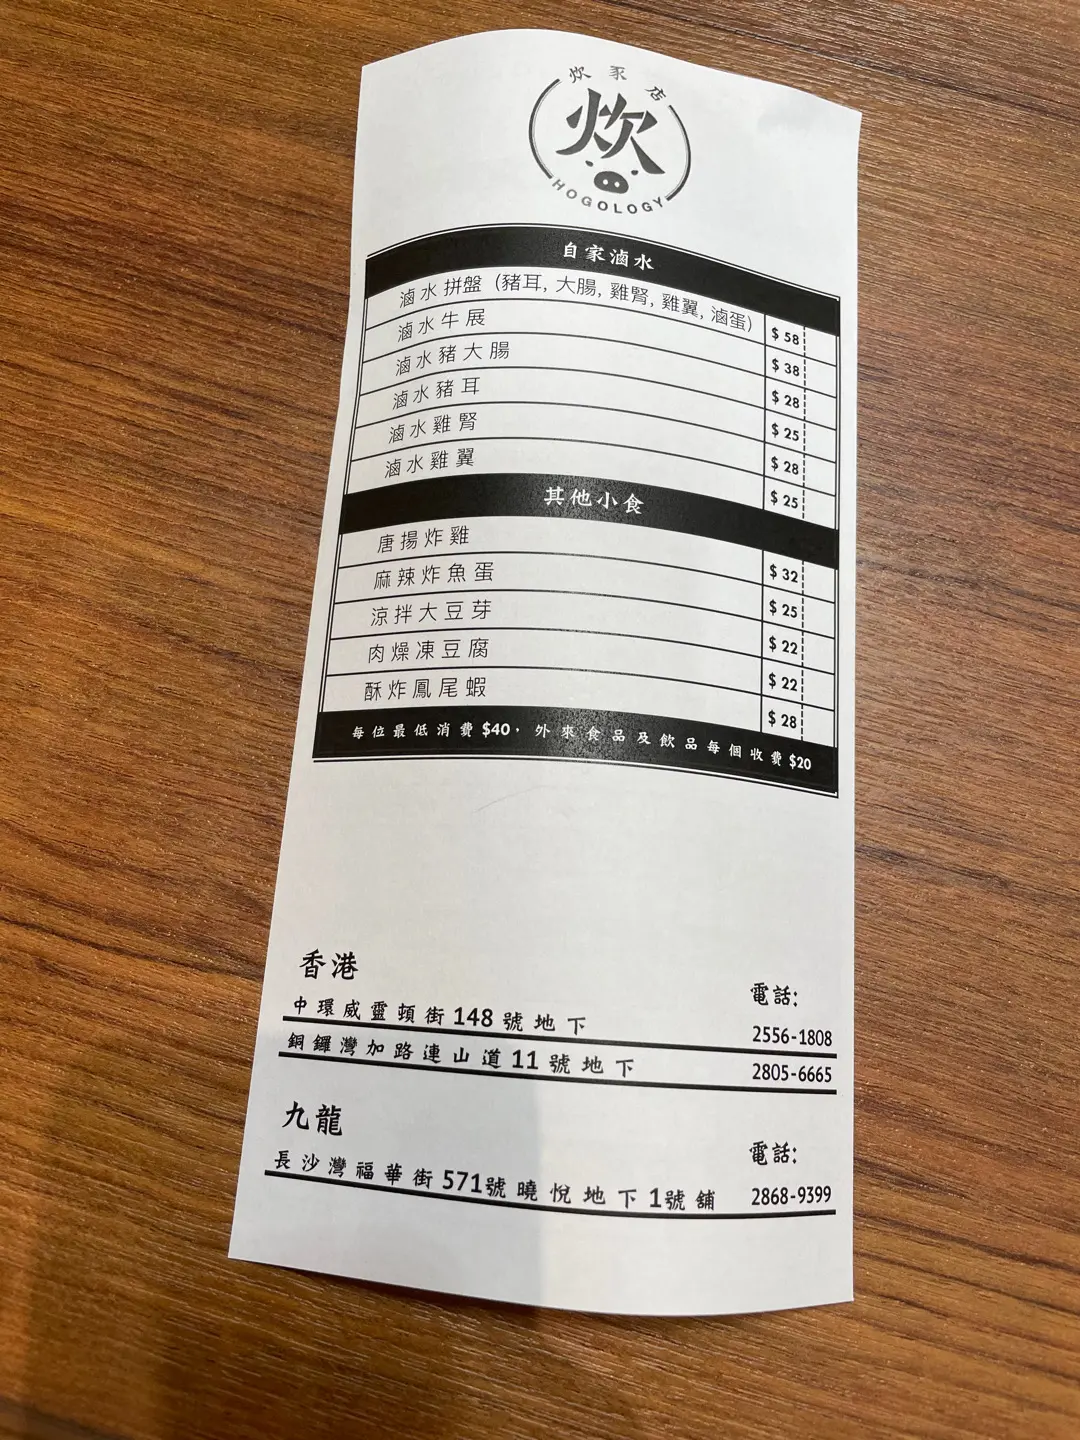 炊豕店
炊
HOGOLOGY
自家滷水
滷水拼盤（豬耳, 大腸, 雞腎, 雞翼, 滷蛋） $ 58
滷水牛展 $ 38
滷水豬大腸 $ 28
滷水豬耳 $ 25
滷水雞腎 $ 28
滷水雞翼 $ 25
其他小食
唐揚炸雞 $ 32
麻辣炸魚蛋 $ 25
涼拌大豆芽 $ 22
肉燥凍豆腐 $ 22
酥炸鳳尾蝦 $ 28
每位最低消費$40，外來食品及飲品每個收費$20
香港 電話:
中環威靈頓街148號地下 2556-1808
銅鑼灣加路連山道11號地下 2805-6665
九龍 電話:
長沙灣福華街571號曉悅地下1號舖 2868-9399